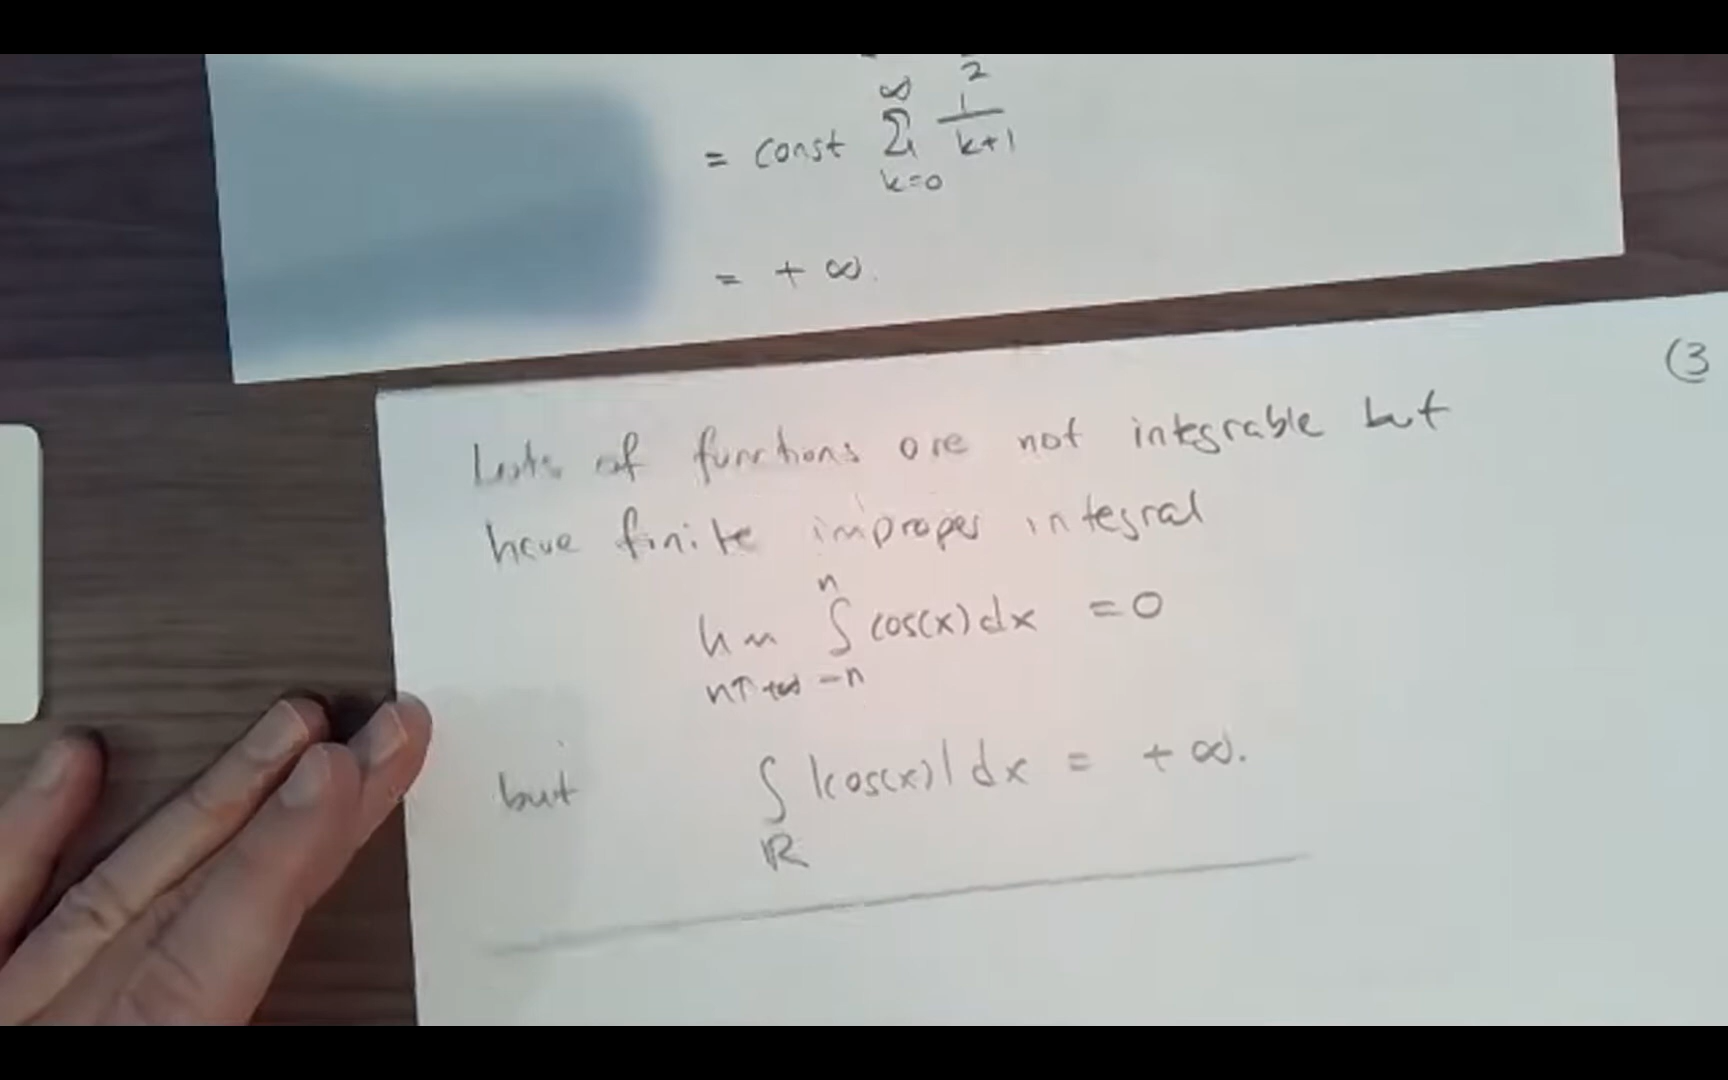 = const ∞ Σ k=0 1/2 / k+1
= + ∞.
(3
Lots of functions are not integrable but
have finite improper integral
lim n↑+∞ ∫ -n n cos(x) dx = 0
but ∫ ℝ |cos(x)| dx = + ∞.